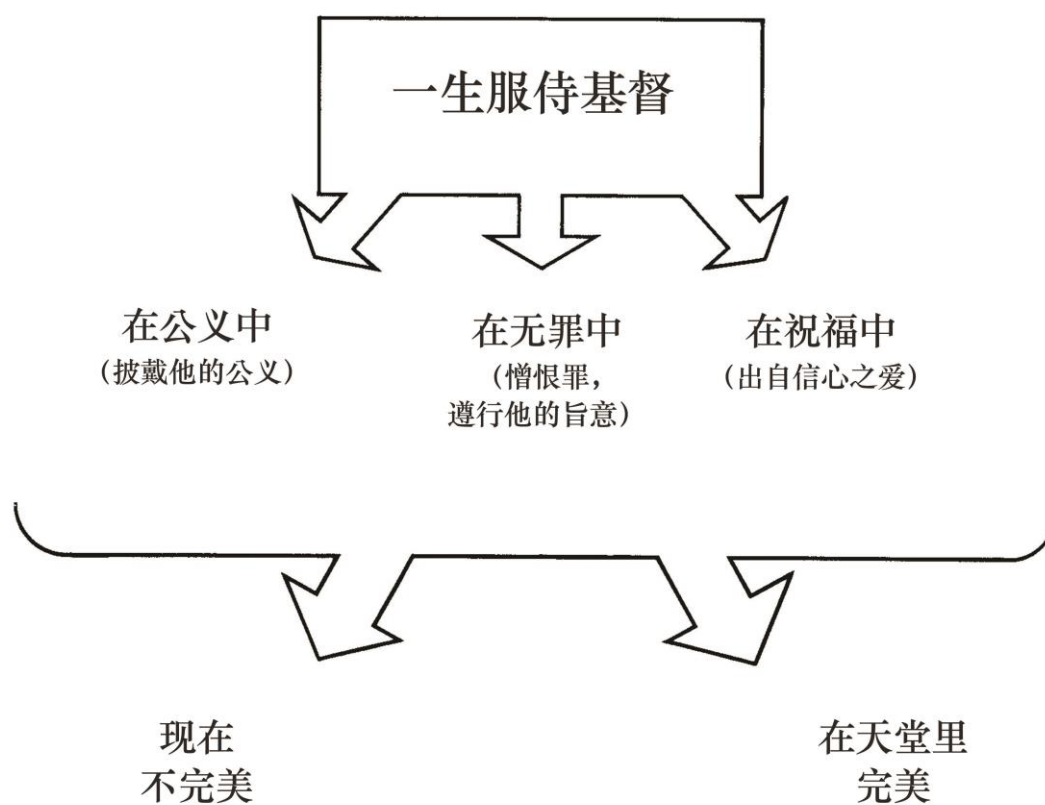 一生服侍基督
在公义中
(披戴他的公义)
在无罪中
(憎恨罪，
遵行他的旨意)
在祝福中
(出自信心之爱)
现在
不完美
在天堂里
完美